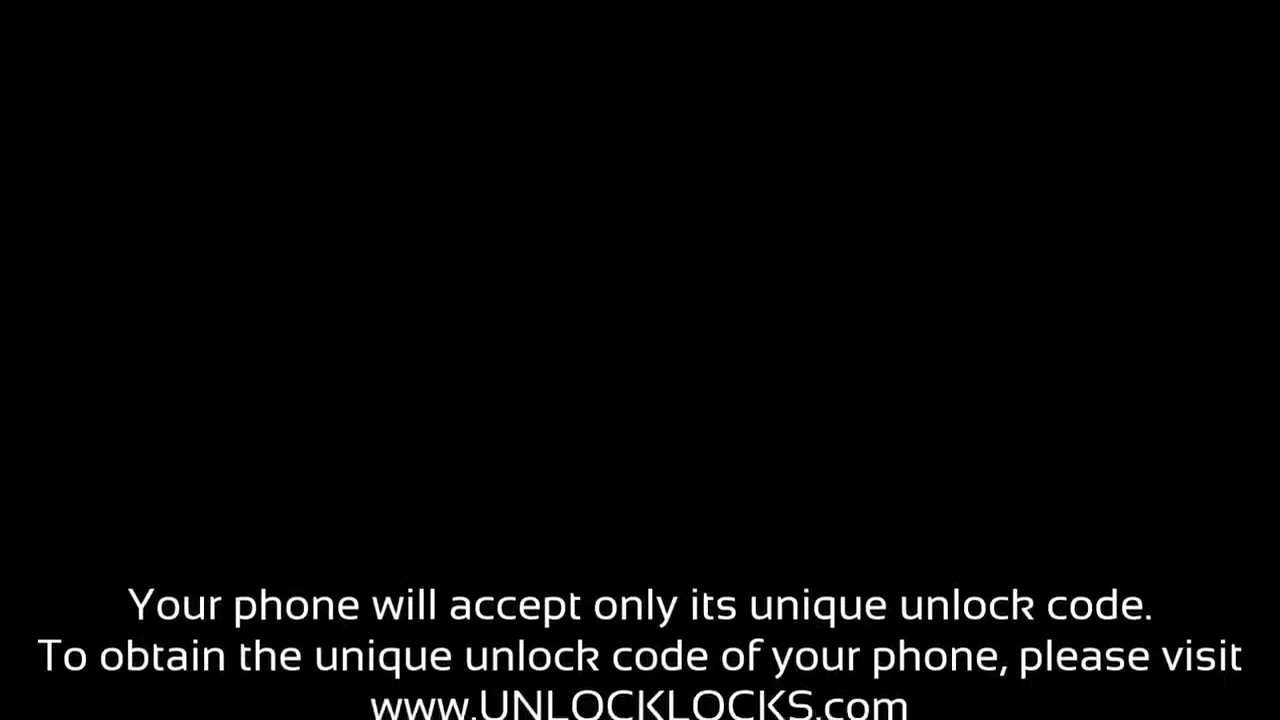 Your phone will accept only its unique unlock code.
To obtain the unique unlock code of your phone, please visit
www.UNLOCKLOCKS.com